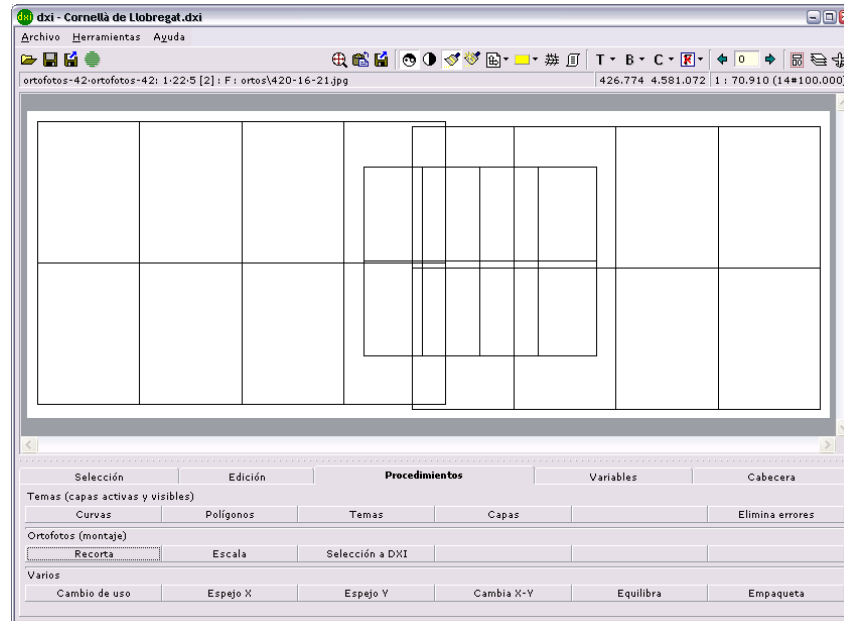 dxi dxi - Cornellà de Llobregat.dxi
Archivo Herramientas Ayuda
T B C F 0
ortofotos-42·ortofotos-42: 1·22·5 [2] : F : ortos\420-16-21.jpg 426.774 4.581.072 1 : 70.910 (14≡100.000)
Selección Edición Procedimientos Variables Cabecera
Temas (capas activas y visibles)
Curvas Polígonos Temas Capas Elimina errores
Ortofotos (montaje)
Recorta Escala Selección a DXI
Varios
Cambio de uso Espejo X Espejo Y Cambia X-Y Equilibra Empaqueta